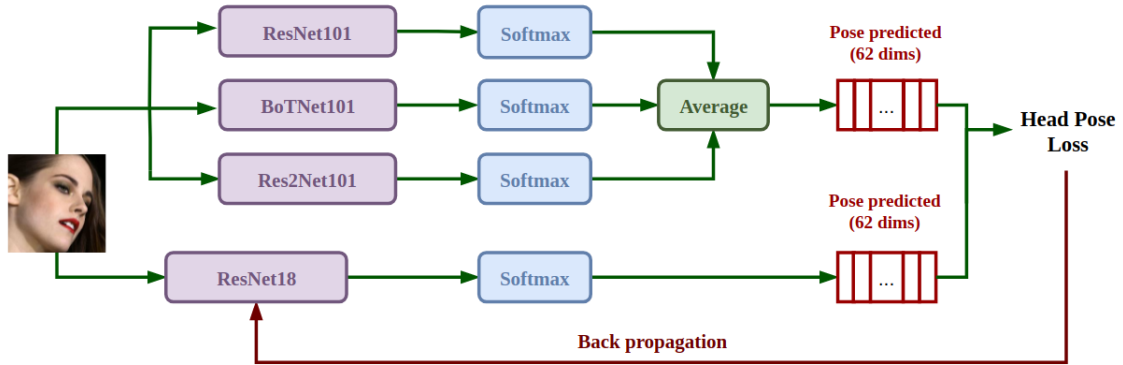 ResNet101
Softmax
Pose predicted
(62 dims)
BoTNet101
Softmax
Average
...
Head Pose
Loss
Res2Net101
Softmax
Pose predicted
(62 dims)
ResNet18
Softmax
...
Back propagation